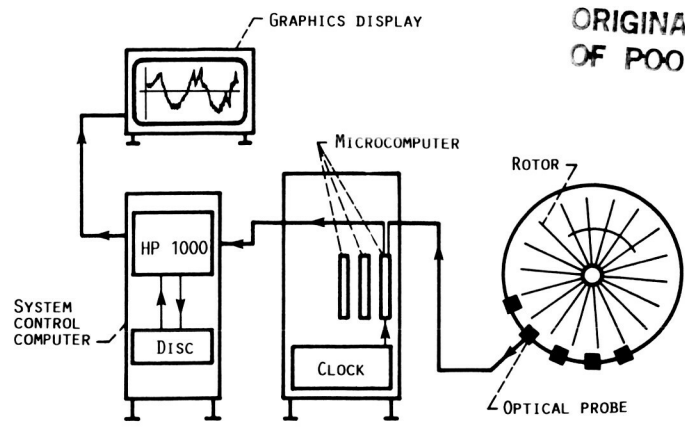 GRAPHICS DISPLAY
ORIGINA
OF POO
MICROCOMPUTER
ROTOR
HP 1000
SYSTEM
CONTROL
COMPUTER
DISC
CLOCK
OPTICAL PROBE